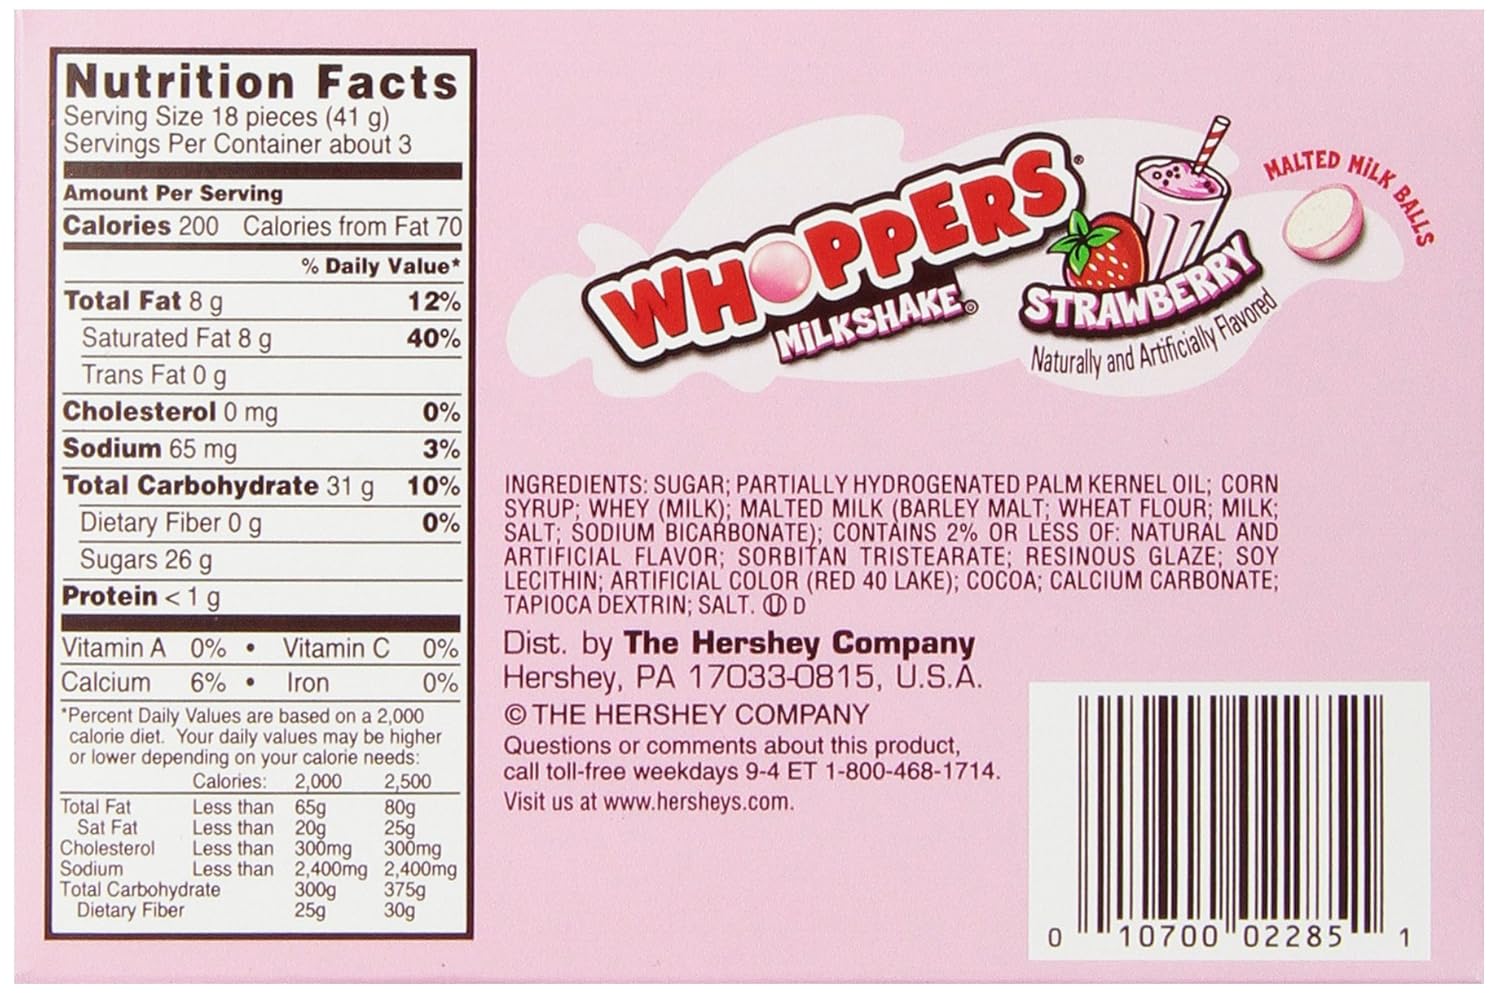 Nutrition Facts
Serving Size 18 pieces (41 g)
Servings Per Container about 3
Amount Per Serving
Calories 200 Calories from Fat 70
% Daily Value*
Total Fat 8 g 12%
Saturated Fat 8 g 40%
Trans Fat 0 g
Cholesterol 0 mg 0%
Sodium 65 mg 3%
Total Carbohydrate 31 g 10%
Dietary Fiber 0 g 0%
Sugars 26 g
Protein < 1 g
Vitamin A 0% • Vitamin C 0%
Calcium 6% • Iron 0%
*Percent Daily Values are based on a 2,000
calorie diet. Your daily values may be higher
or lower depending on your calorie needs:
Calories: 2,000 2,500
Total Fat Less than 65g 80g
Sat Fat Less than 20g 25g
Cholesterol Less than 300mg 300mg
Sodium Less than 2,400mg 2,400mg
Total Carbohydrate 300g 375g
Dietary Fiber 25g 30g
WHOPPERS®
MiLKSHAKE®
STRAWBERRY
Naturally and Artificially Flavored
MALTED MiLK BALLS
INGREDIENTS: SUGAR; PARTIALLY HYDROGENATED PALM KERNEL OIL; CORN
SYRUP; WHEY (MILK); MALTED MILK (BARLEY MALT; WHEAT FLOUR; MILK;
SALT; SODIUM BICARBONATE); CONTAINS 2% OR LESS OF: NATURAL AND
ARTIFICIAL FLAVOR; SORBITAN TRISTEARATE; RESINOUS GLAZE; SOY
LECITHIN; ARTIFICIAL COLOR (RED 40 LAKE); COCOA; CALCIUM CARBONATE;
TAPIOCA DEXTRIN; SALT. Ⓤ D
Dist. by The Hershey Company
Hershey, PA 17033-0815, U.S.A.
© THE HERSHEY COMPANY
Questions or comments about this product,
call toll-free weekdays 9-4 ET 1-800-468-1714.
Visit us at www.hersheys.com.
0 10700 02285 1